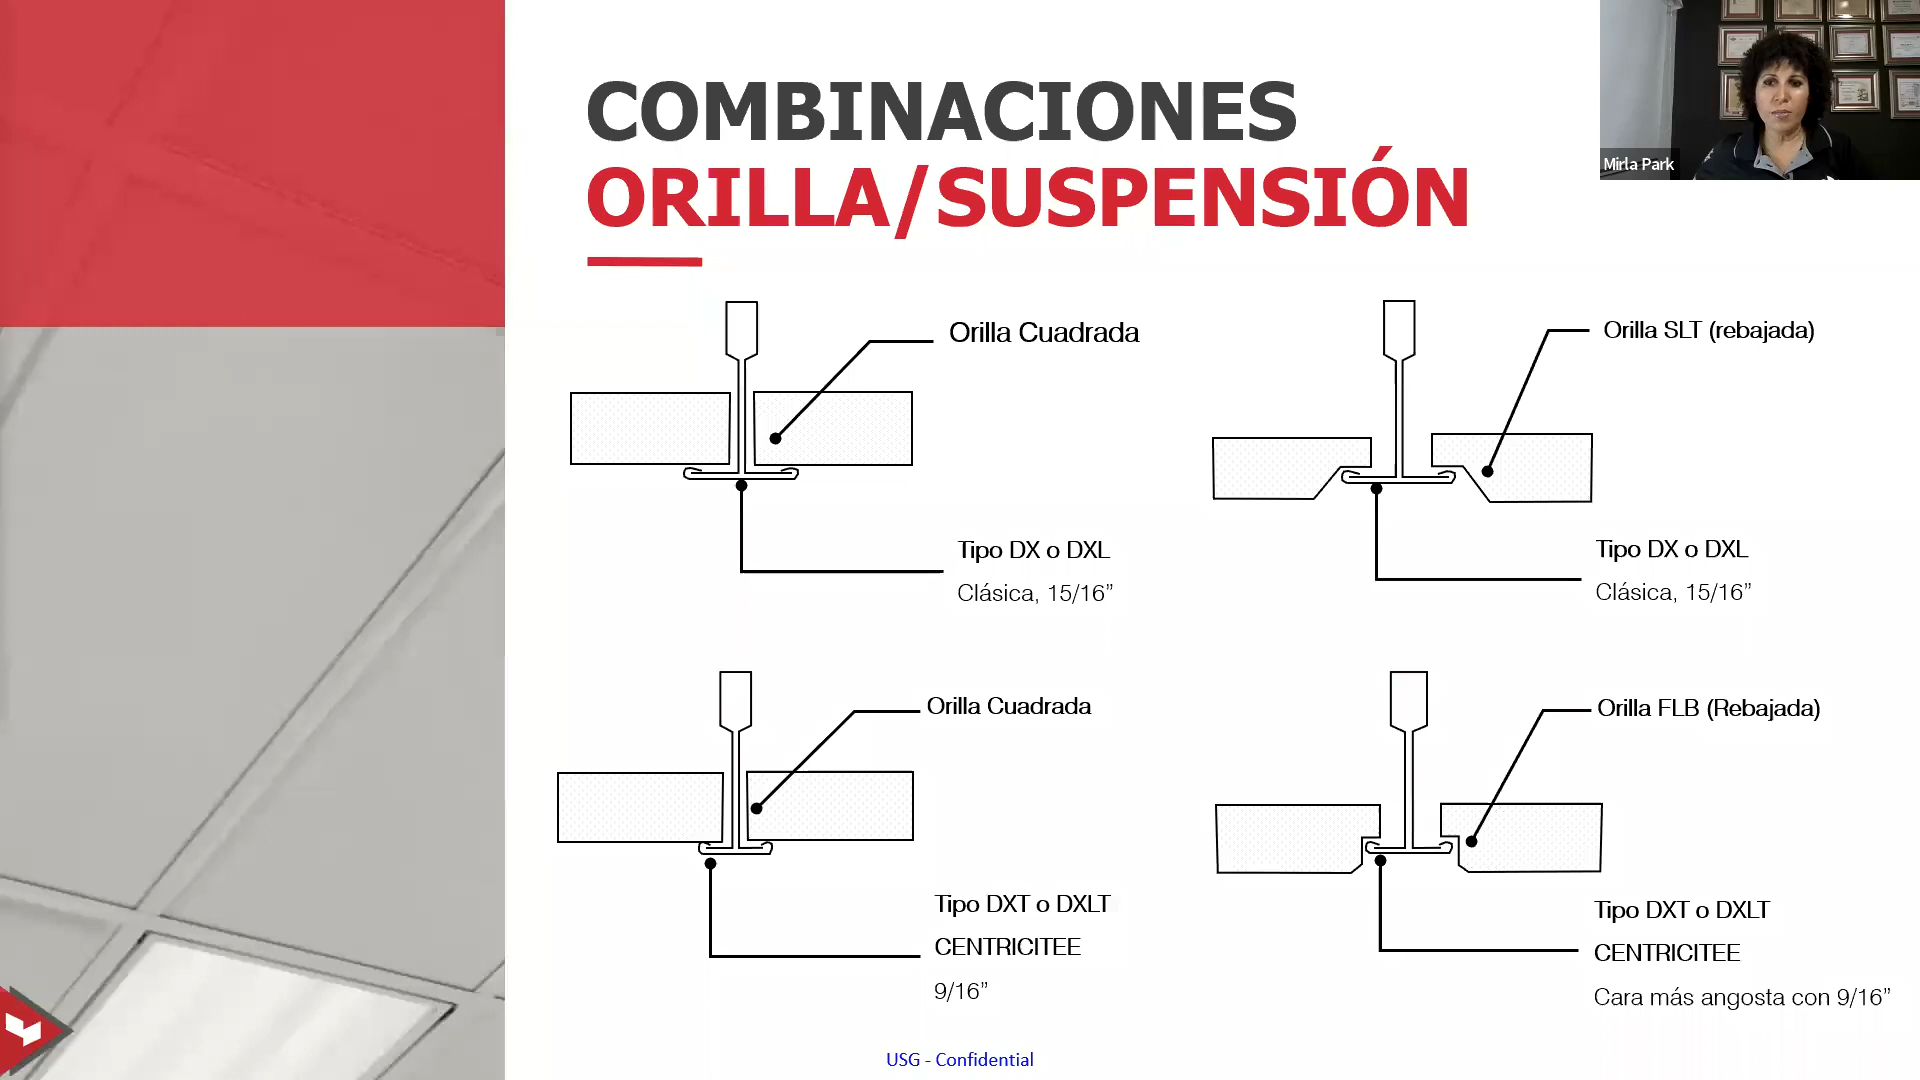 COMBINACIONES
ORILLA/SUSPENSIÓN
Mirla Park
Orilla Cuadrada
Tipo DX o DXL
Clásica, 15/16”
Orilla SLT (rebajada)
Tipo DX o DXL
Clásica, 15/16”
Orilla Cuadrada
Tipo DXT o DXLT
CENTRICITEE
9/16”
Orilla FLB (Rebajada)
Tipo DXT o DXLT
CENTRICITEE
Cara más angosta con 9/16”
USG - Confidential